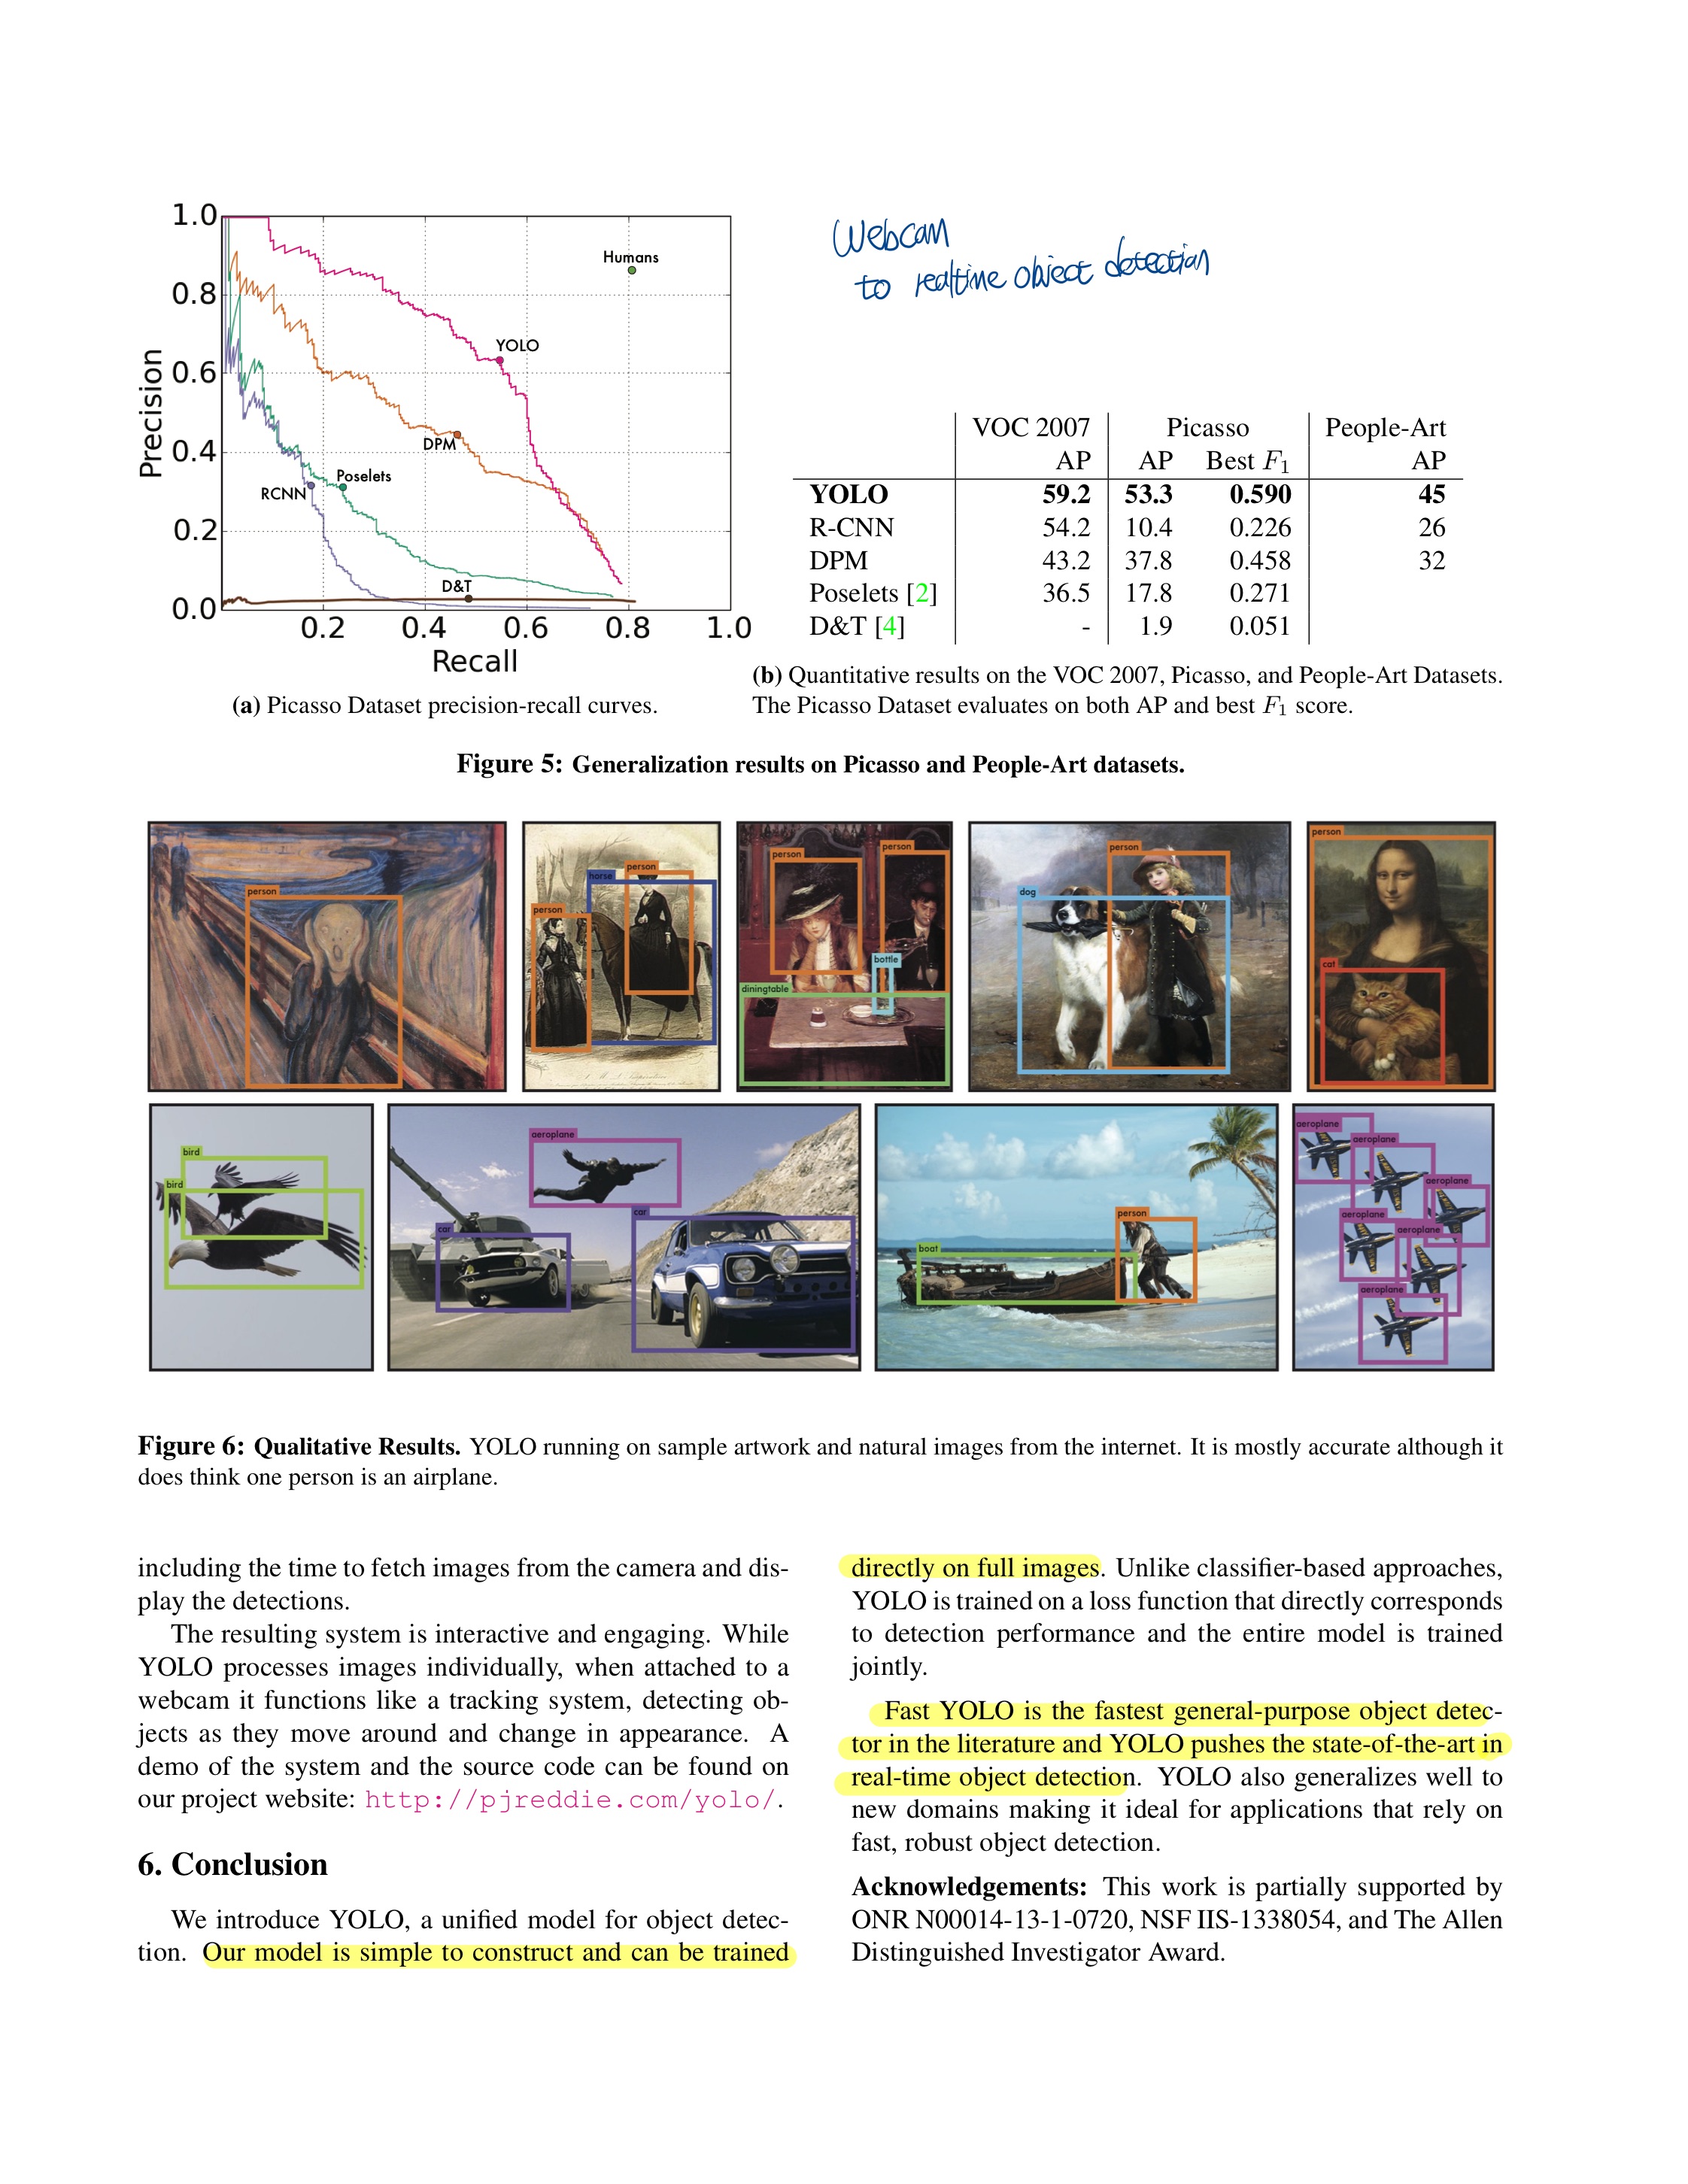 1.0
0.8
0.6
0.4
0.2
0.0
Precision
Humans
YOLO
DPM
Poselets
RCNN
D&T
0.2 0.4 0.6 0.8 1.0
Recall
(a) Picasso Dataset precision-recall curves.
Webcam
to realtime object detection
VOC 2007 Picasso People-Art
AP AP Best F1 AP
YOLO 59.2 53.3 0.590 45
R-CNN 54.2 10.4 0.226 26
DPM 43.2 37.8 0.458 32
Poselets [2] 36.5 17.8 0.271
D&T [4] - 1.9 0.051
(b) Quantitative results on the VOC 2007, Picasso, and People-Art Datasets.
The Picasso Dataset evaluates on both AP and best F1 score.
Figure 5: Generalization results on Picasso and People-Art datasets.
person
person
horse
person
person
person
bottle
diningtable
person
dog
person
cat
bird
bird
aeroplane
car
car
boat
person
aeroplane
aeroplane
aeroplane
aeroplane
aeroplane
aeroplane
Figure 6: Qualitative Results. YOLO running on sample artwork and natural images from the internet. It is mostly accurate although it
does think one person is an airplane.
including the time to fetch images from the camera and dis-
play the detections.
The resulting system is interactive and engaging. While
YOLO processes images individually, when attached to a
webcam it functions like a tracking system, detecting ob-
jects as they move around and change in appearance. A
demo of the system and the source code can be found on
our project website: http://pjreddie.com/yolo/.
6. Conclusion
We introduce YOLO, a unified model for object detec-
tion. Our model is simple to construct and can be trained
directly on full images. Unlike classifier-based approaches,
YOLO is trained on a loss function that directly corresponds
to detection performance and the entire model is trained
jointly.
Fast YOLO is the fastest general-purpose object detec-
tor in the literature and YOLO pushes the state-of-the-art in
real-time object detection. YOLO also generalizes well to
new domains making it ideal for applications that rely on
fast, robust object detection.
Acknowledgements: This work is partially supported by
ONR N00014-13-1-0720, NSF IIS-1338054, and The Allen
Distinguished Investigator Award.